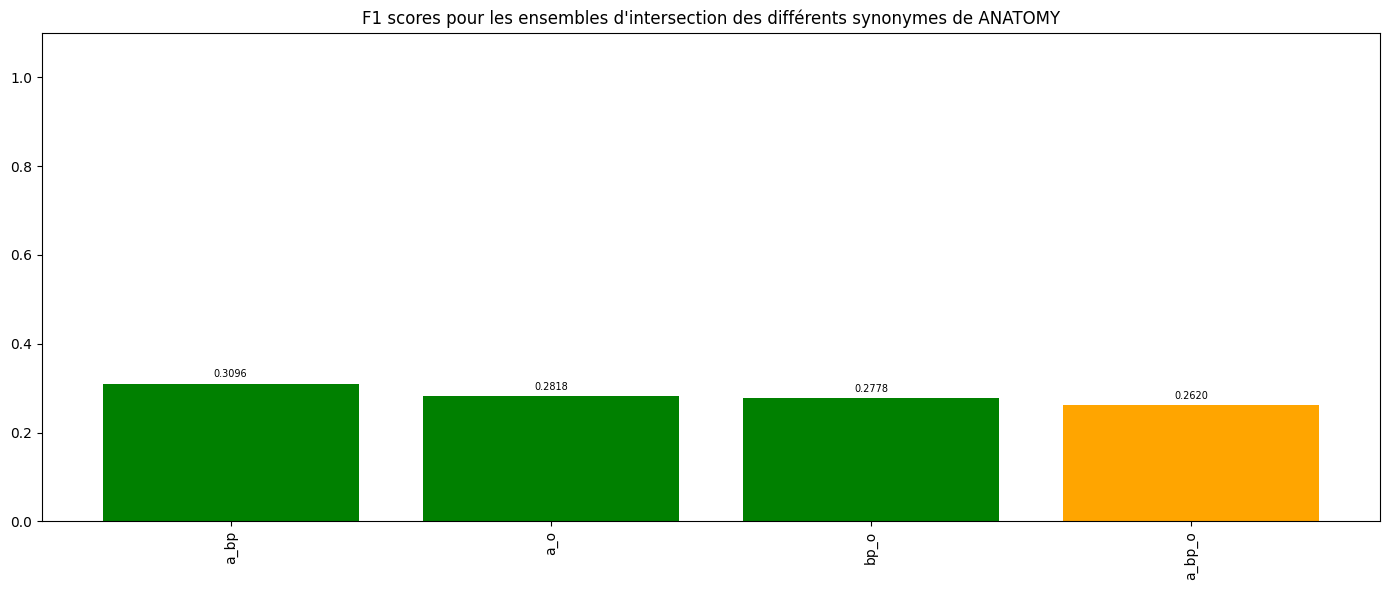 F1 scores pour les ensembles d'intersection des différents synonymes de ANATOMY
1.0
0.8
0.6
0.4
0.2
0.0
0.3096
0.2818
0.2778
0.2620
a_bp
a_o
bp_o
a_bp_o